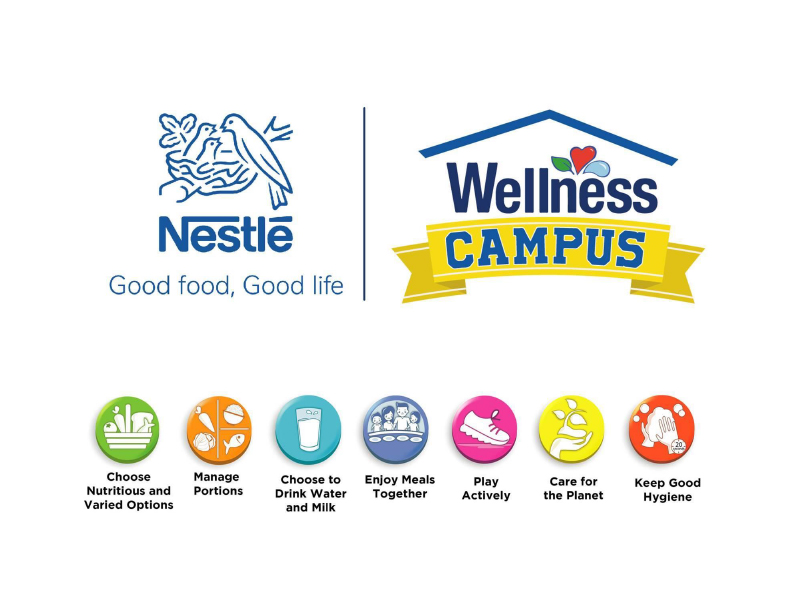 Nestlé
Good food, Good life
Wellness
CAMPUS
Choose
Nutritious and
Varied Options
Manage
Portions
Choose to
Drink Water
and Milk
Enjoy Meals
Together
Play
Actively
Care for
the Planet
20
Keep Good
Hygiene